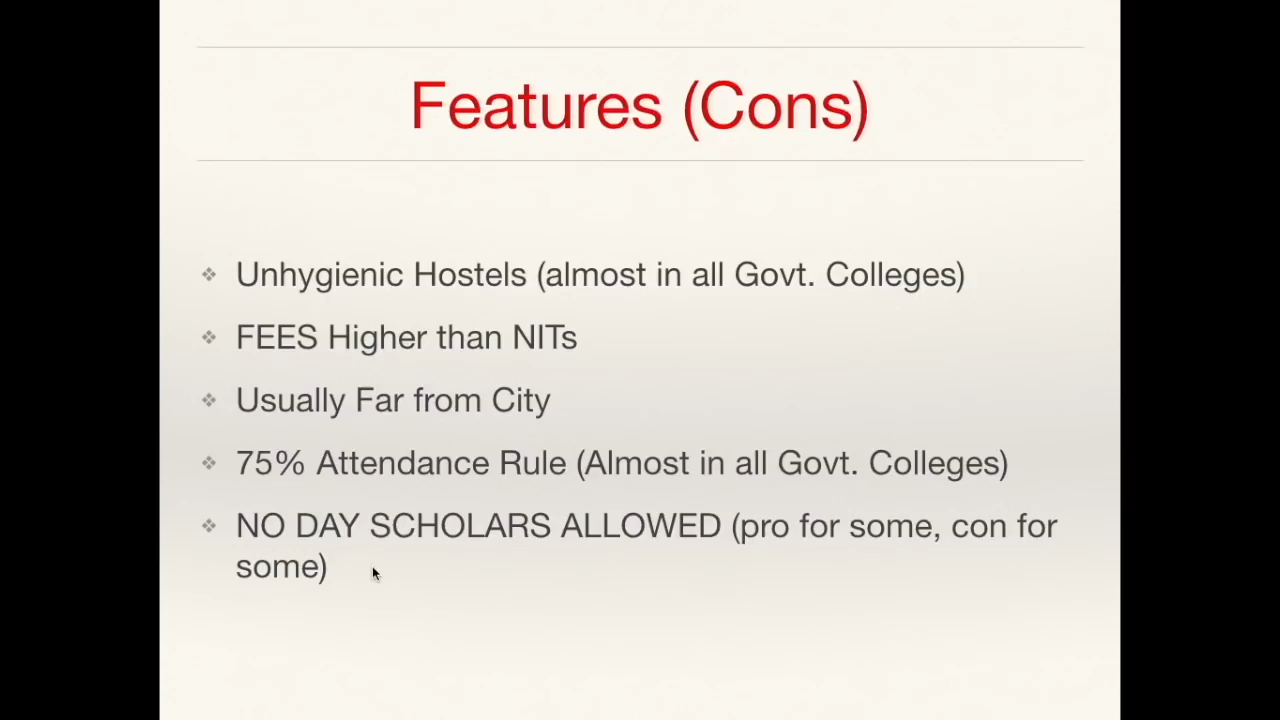 Features (Cons)
Unhygienic Hostels (almost in all Govt. Colleges)
FEES Higher than NITs
Usually Far from City
75% Attendance Rule (Almost in all Govt. Colleges)
NO DAY SCHOLARS ALLOWED (pro for some, con for
some)